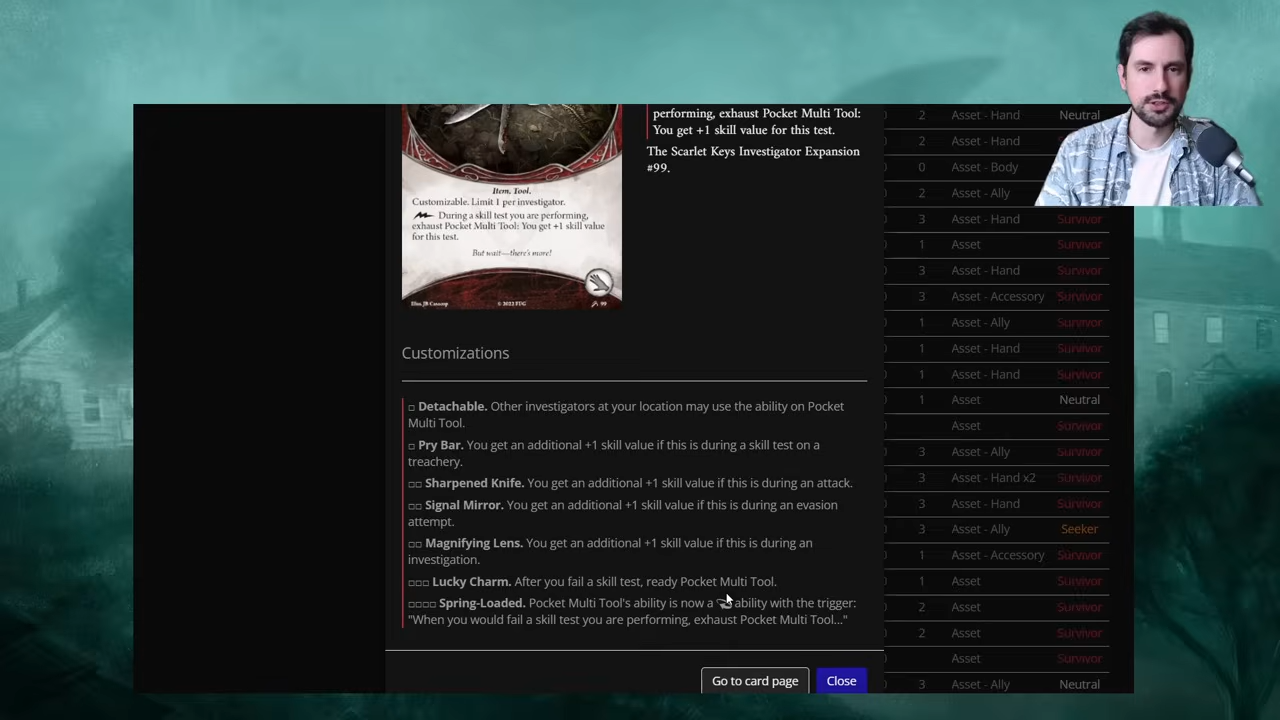 performing, exhaust Pocket Multi Tool:
You get +1 skill value for this test.
The Scarlet Keys Investigator Expansion
#99.
Item. Tool.
Customizable. Limit 1 per investigator.
During a skill test you are performing,
exhaust Pocket Multi Tool: You get +1 skill value
for this test.
But wait—there's more!
© 2022 FFG
99
Customizations
□ Detachable. Other investigators at your location may use the ability on Pocket
Multi Tool.
□ Pry Bar. You get an additional +1 skill value if this is during a skill test on a
treachery.
□□ Sharpened Knife. You get an additional +1 skill value if this is during an attack.
□□ Signal Mirror. You get an additional +1 skill value if this is during an evasion
attempt.
□□ Magnifying Lens. You get an additional +1 skill value if this is during an
investigation.
□□□ Lucky Charm. After you fail a skill test, ready Pocket Multi Tool.
□□□□ Spring-Loaded. Pocket Multi Tool's ability is now a ability with the trigger:
"When you would fail a skill test you are performing, exhaust Pocket Multi Tool..."
Go to card page
Close
2 Asset - Hand Neutral
2 Asset - Hand
0 Asset - Body
2 Asset - Ally
3 Asset - Hand Survivor
1 Asset Survivor
3 Asset - Hand Survivor
3 Asset - Accessory Survivor
1 Asset - Ally Survivor
1 Asset - Hand Survivor
1 Asset - Hand Survivor
1 Asset Neutral
Asset Survivor
3 Asset - Ally Survivor
3 Asset - Hand x2 Survivor
3 Asset - Hand Survivor
3 Asset - Ally Seeker
1 Asset - Accessory Survivor
1 Asset Survivor
2 Asset Survivor
2 Asset Survivor
Asset Survivor
3 Asset - Ally Neutral